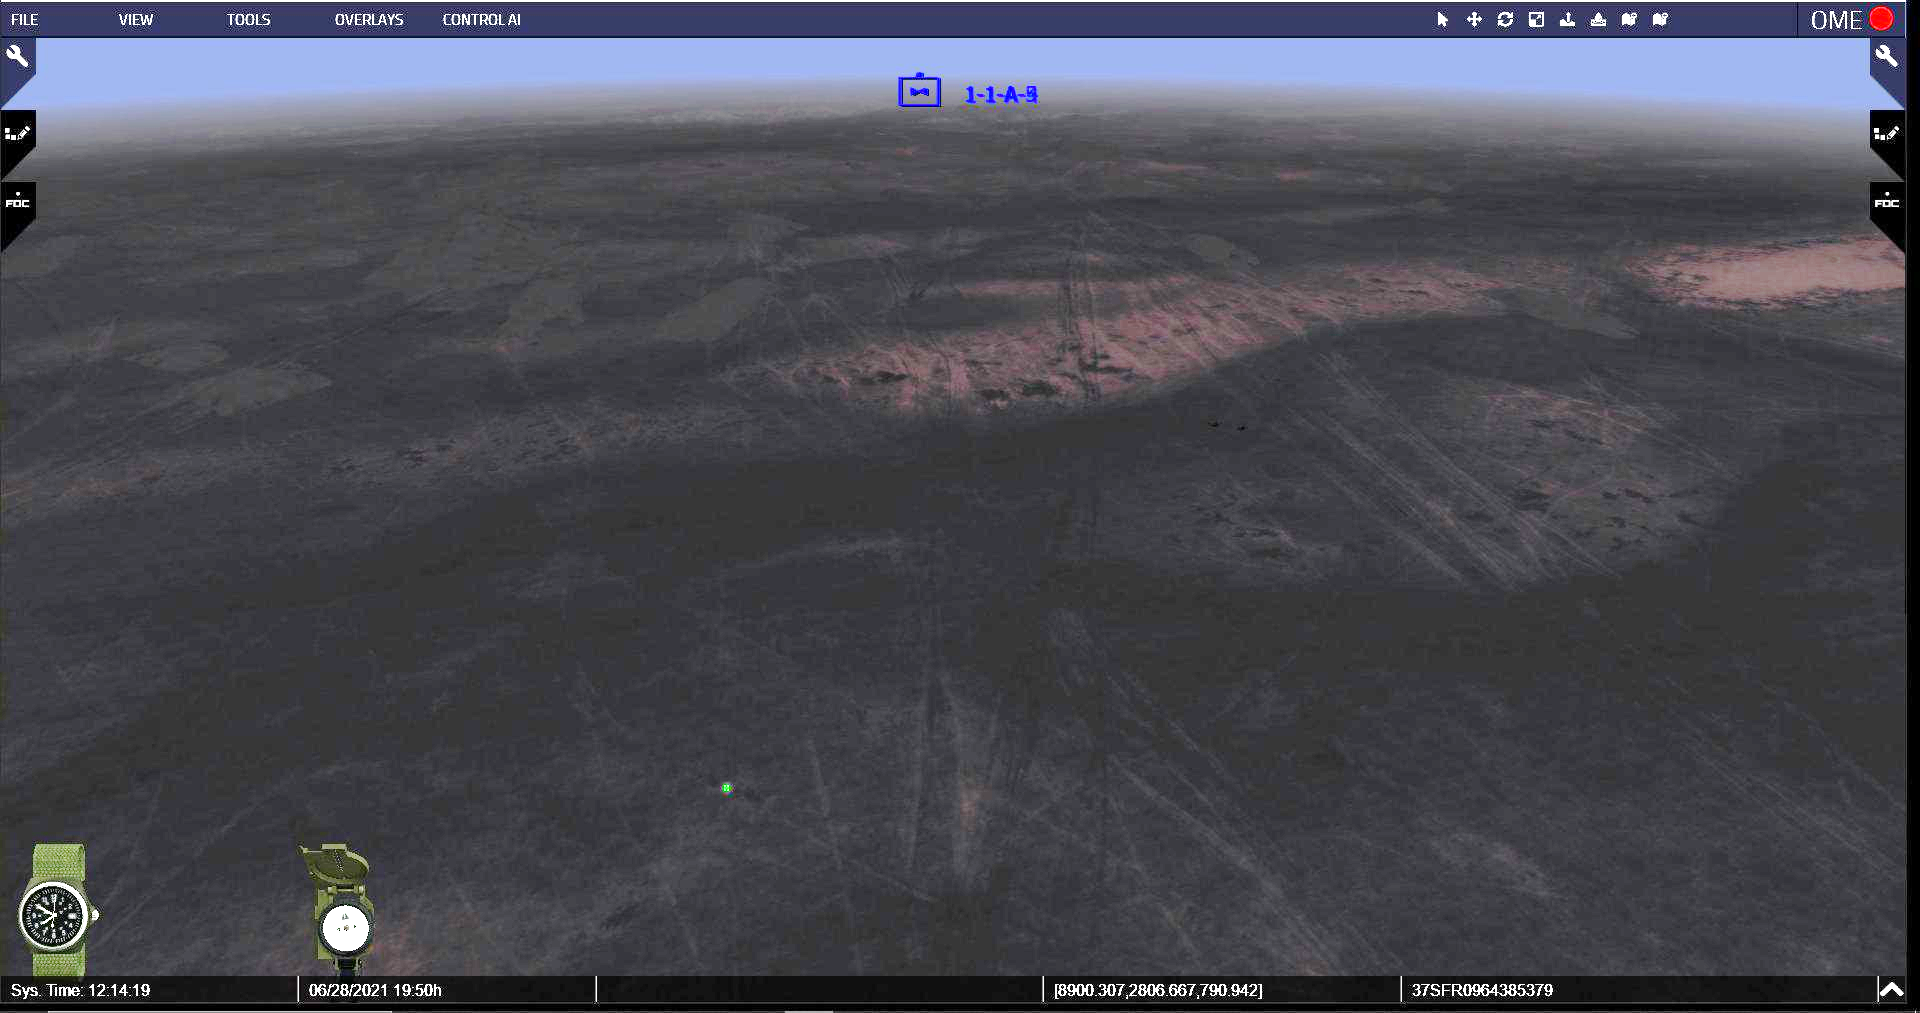 FILE VIEW TOOLS OVERLAYS CONTROL AI OME
1-1-A-9
FDC FDC
Sys. Time: 12:14:19 06/28/2021 19:50h [8900.307,2806.667,790.942] 37SFR0964385379